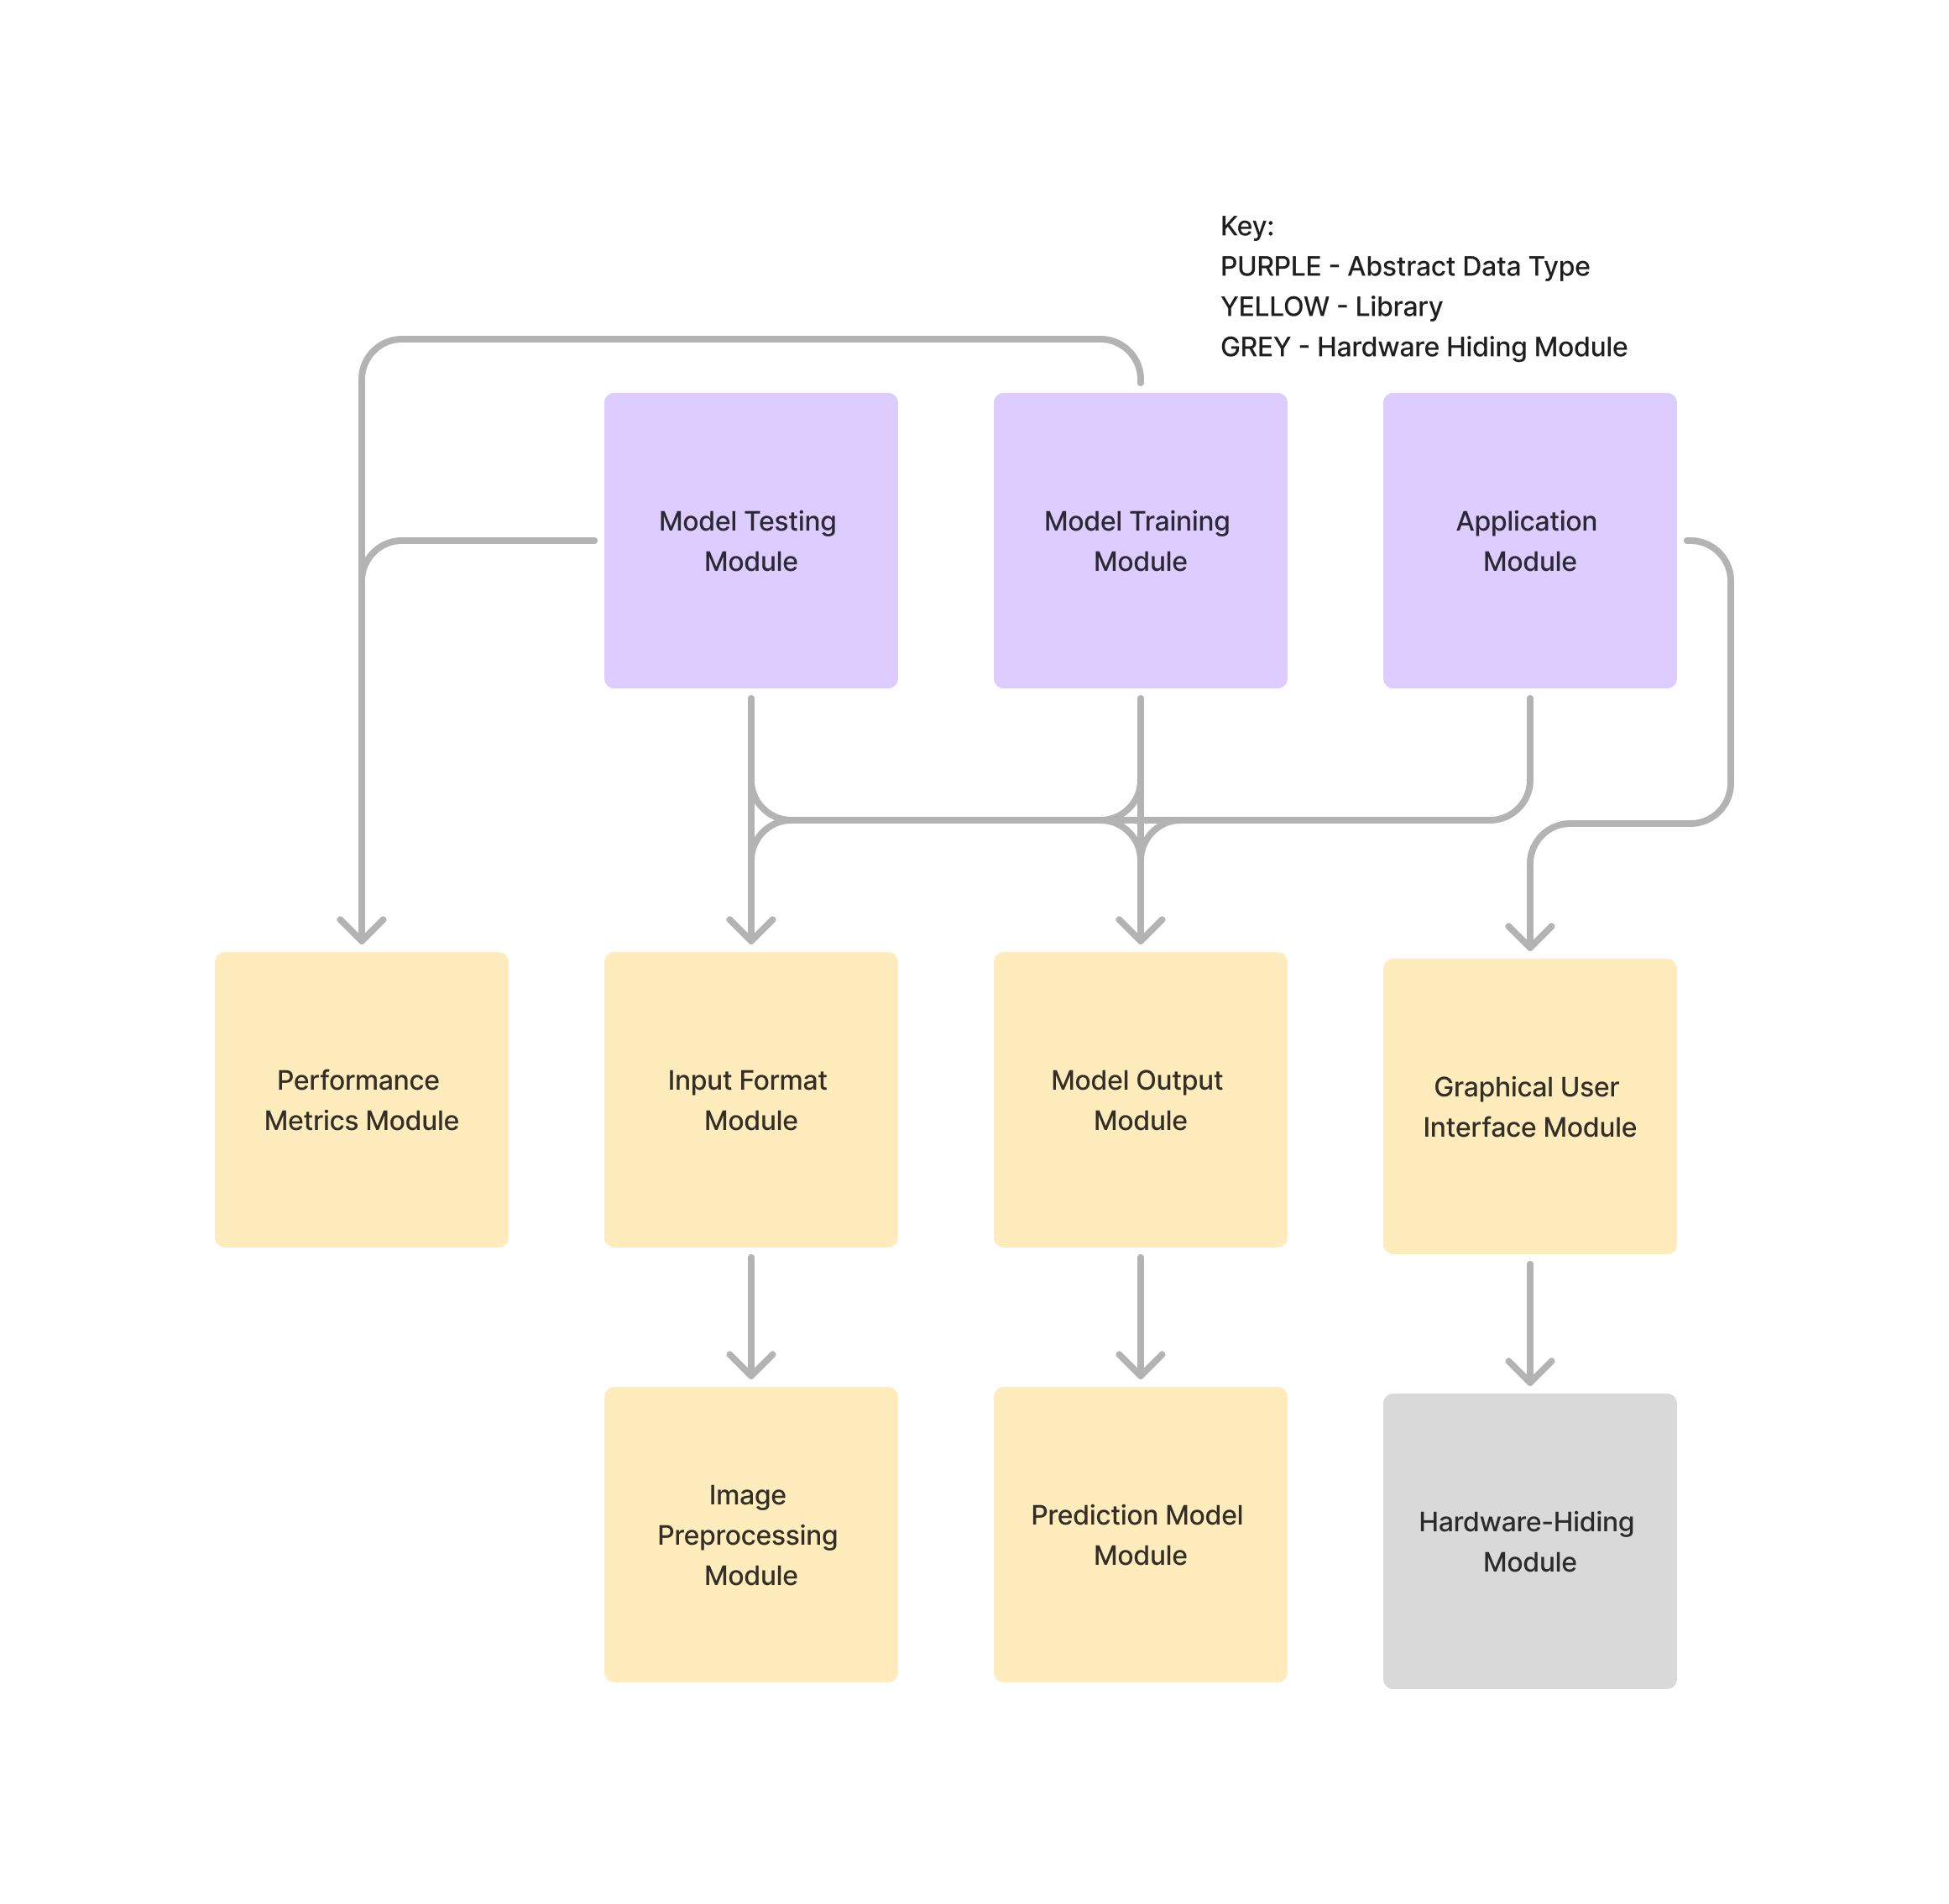 Key:
PURPLE - Abstract Data Type
YELLOW - Library
GREY - Hardware Hiding Module
Model Testing
Module
Model Training
Module
Application
Module
Performance
Metrics Module
Input Format
Module
Model Output
Module
Graphical User
Interface Module
Image
Preprocessing
Module
Prediction Model
Module
Hardware-Hiding
Module